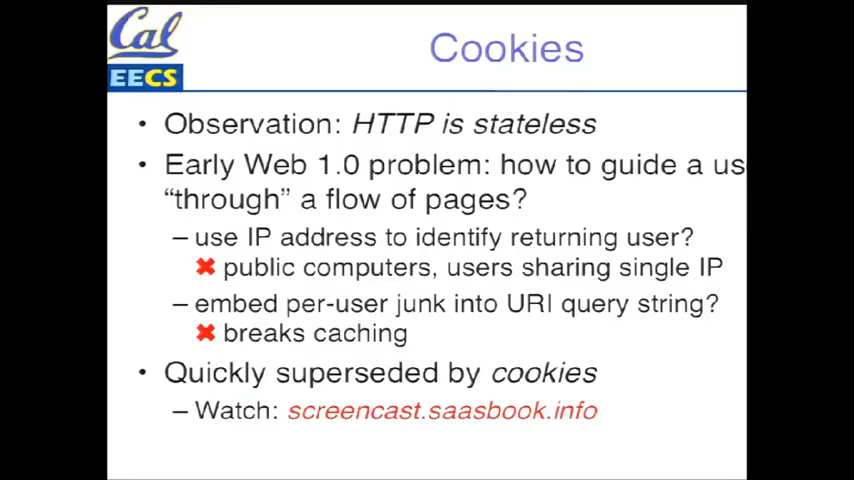 Cal
EECS
Cookies
• Observation: HTTP is stateless
• Early Web 1.0 problem: how to guide a us
“through” a flow of pages?
– use IP address to identify returning user?
✖ public computers, users sharing single IP
– embed per-user junk into URI query string?
✖ breaks caching
• Quickly superseded by cookies
– Watch: screencast.saasbook.info